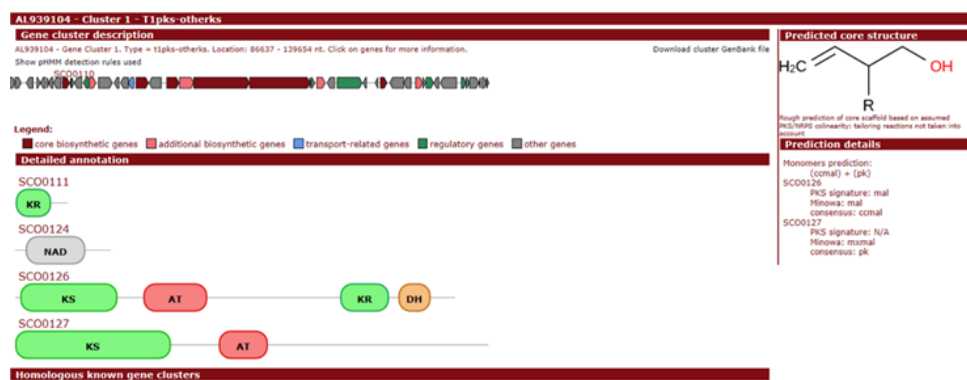 AL939104 - Cluster 1 - T1pks-otherks
Gene cluster description
AL939104 - Gene Cluster 1. Type = t1pks-otherks. Location: 86637 - 139654 nt. Click on genes for more information.
Download cluster GenBank file
Show pHMM detection rules used
SCO0110
Legend:
core biosynthetic genes
additional biosynthetic genes
transport-related genes
regulatory genes
other genes
Detailed annotation
SCO0111
KR
SCO0124
NAD
SCO0126
KS AT KR DH
SCO0127
KS AT
Homologous known gene clusters
Predicted core structure
H₂C
OH
R
Rough prediction of core scaffold based on assumed
PKS/NRPS colinearity; tailoring reactions not taken into
account
Prediction details
Monomers prediction:
(ccmal) + (pk)
SCO0126
PKS signature: mal
Minowa: mal
consensus: ccmal
SCO0127
PKS signature: N/A
Minowa: mxmal
consensus: pk